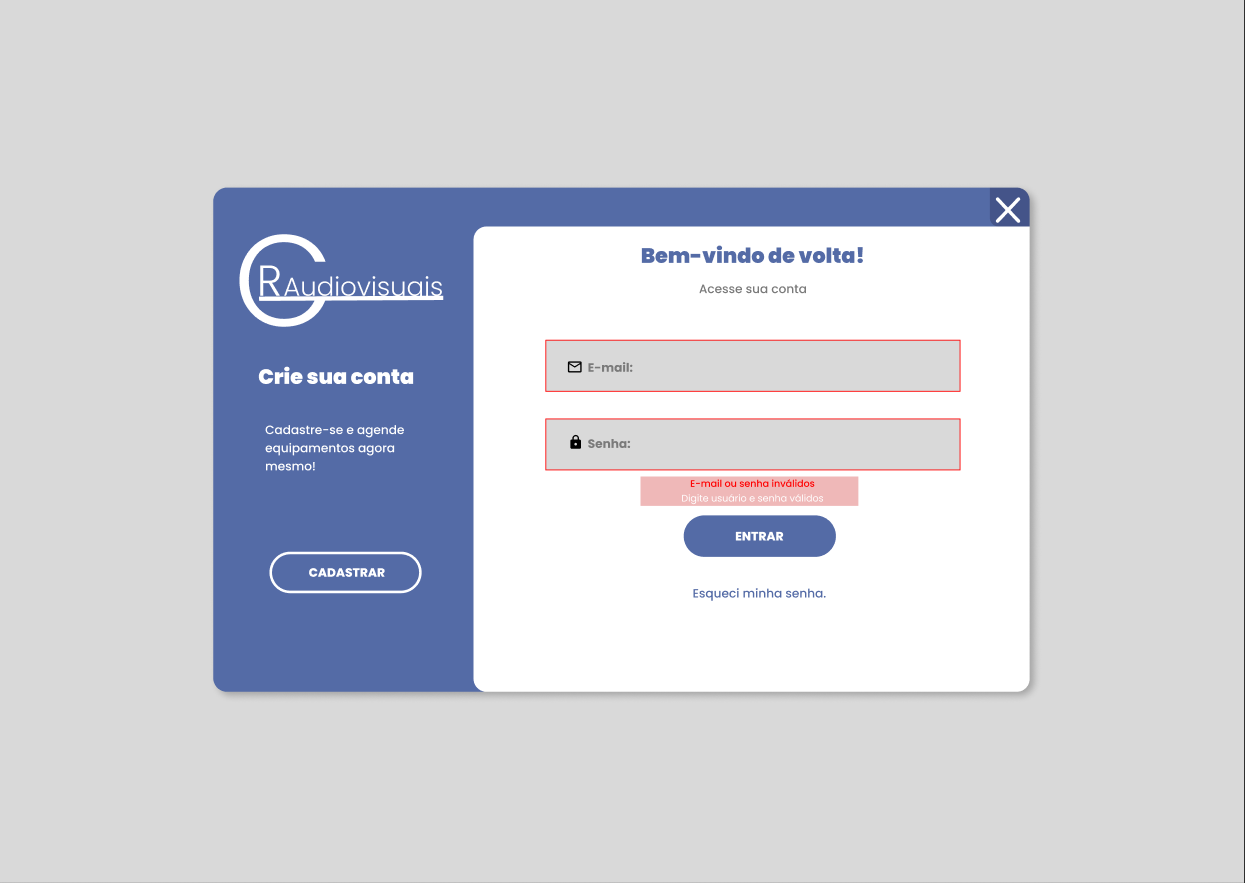 CR Audiovisuais
Crie sua conta
Cadastre-se e agende
equipamentos agora
mesmo!
CADASTRAR
Bem-vindo de volta!
Acesse sua conta
E-mail:
Senha:
E-mail ou senha inválidos
Digite usuário e senha válidos
ENTRAR
Esqueci minha senha.